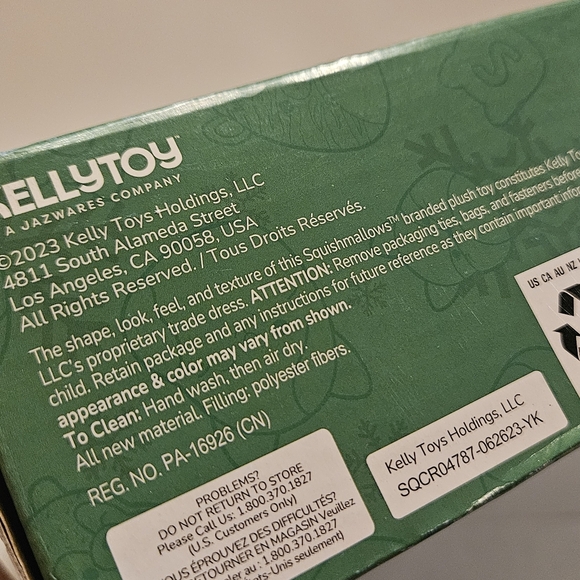 KELLYTOY™
A JAZWARES COMPANY
©2023 Kelly Toys Holdings, LLC
4811 South Alameda Street
Los Angeles, CA 90058, USA
All Rights Reserved. / Tous Droits Réservés.
The shape, look, feel, and texture of this Squishmallows™ branded plush toy constitutes Kelly
LLC's proprietary trade dress. ATTENTION: Remove packaging ties, bags, and fasteners before
child. Retain package and any instructions for future reference as they contain important
appearance & color may vary from shown.
To Clean: Hand wash, then air dry.
All new material. Filling: polyester fibers.
REG. NO. PA-16926 (CN)
US CA AU NZ
Kelly Toys Holdings, LLC
SQCR04787-062623-YK
PROBLEMS?
DO NOT RETURN TO STORE
Please Call Us: 1.800.370.1827
(U.S. Customers Only)
VOUS ÉPROUVEZ DES DIFFICULTÉS?
RETOURNER EN MAGASIN Veuillez
au : 1.800.370.1827
États-Unis seulement)